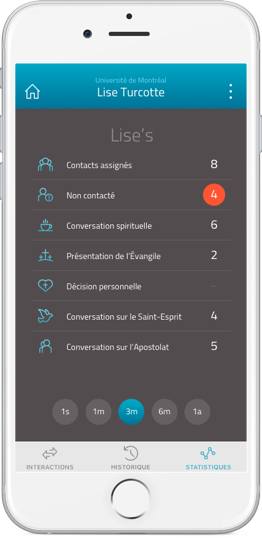 Université de Montréal
Lise Turcotte
Lise's
Contacts assignés 8
Non contacté 4
Conversation spirituelle 6
Présentation de l'Évangile 2
Décision personnelle –
Conversation sur le Saint-Esprit 4
Conversation sur l'Apostolat 5
1s 1m 3m 6m 1a
INTERACTIONS HISTORIQUE STATISTIQUES